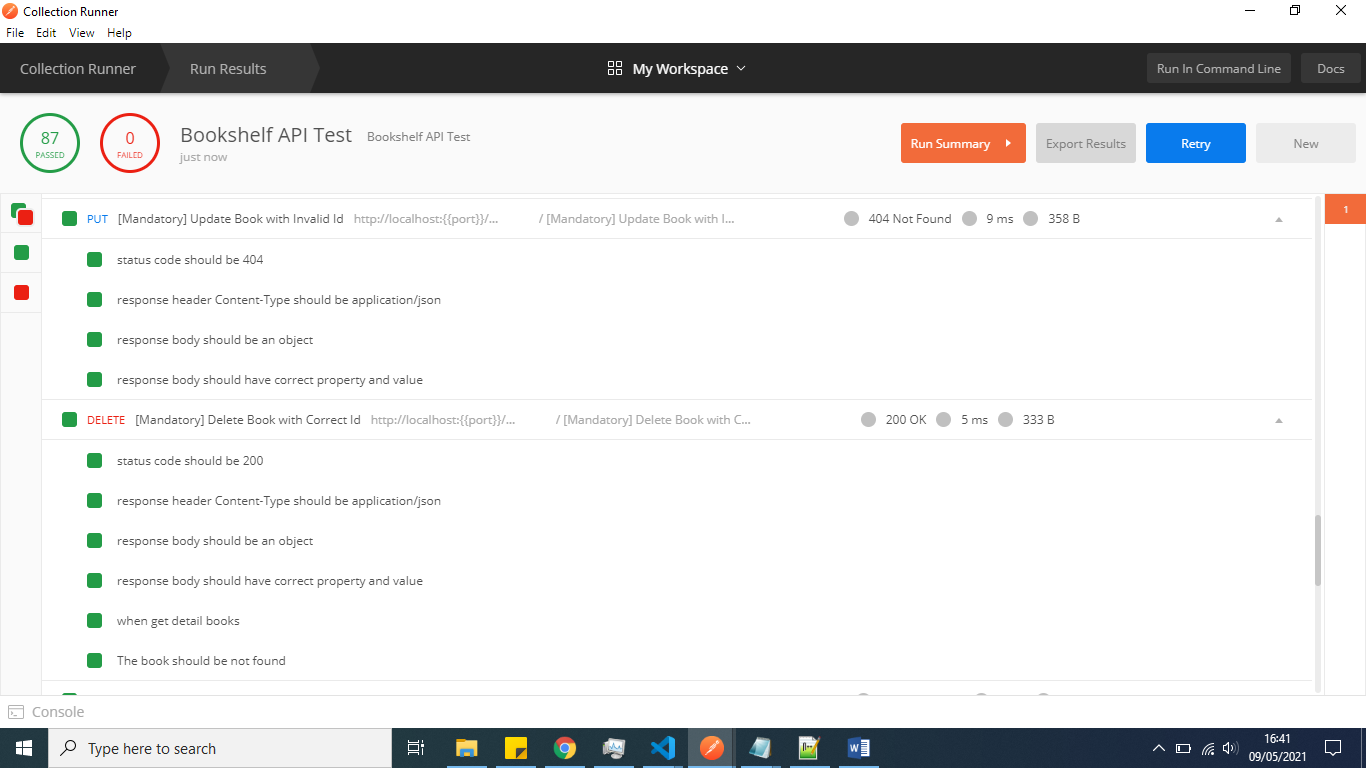 Collection Runner
File Edit View Help
Collection Runner Run Results My Workspace Run In Command Line Docs
87 PASSED
0 FAILED
Bookshelf API Test Bookshelf API Test
just now
Run Summary Export Results Retry New
PUT [Mandatory] Update Book with Invalid Id http://localhost:{{port}}/... / [Mandatory] Update Book with I... 404 Not Found 9 ms 358 B
1
status code should be 404
response header Content-Type should be application/json
response body should be an object
response body should have correct property and value
DELETE [Mandatory] Delete Book with Correct Id http://localhost:{{port}}/... / [Mandatory] Delete Book with C... 200 OK 5 ms 333 B
status code should be 200
response header Content-Type should be application/json
response body should be an object
response body should have correct property and value
when get detail books
The book should be not found
Console
Type here to search
16:41
09/05/2021